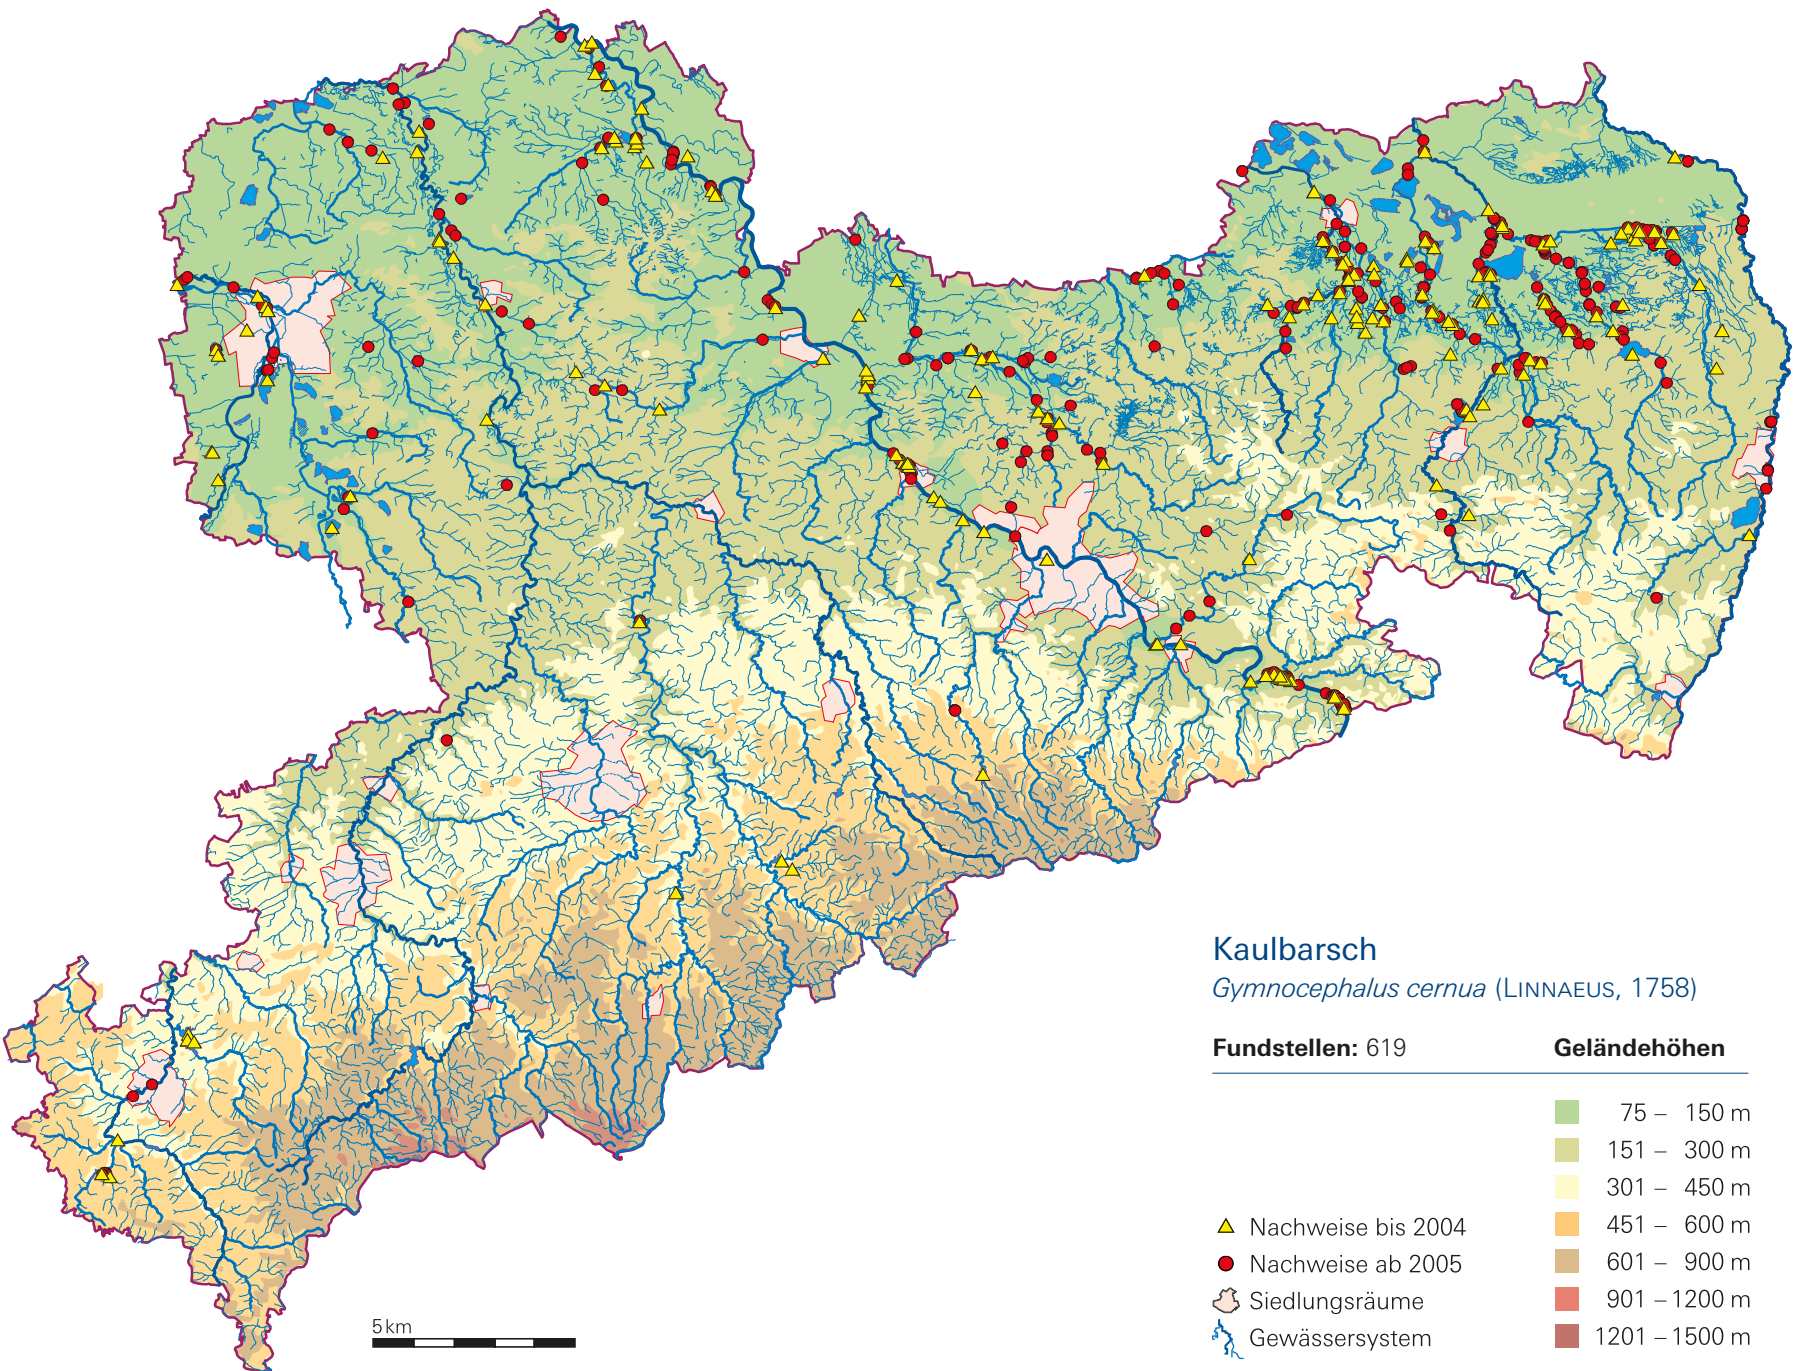 Kaulbarsch
Gymnocephalus cernua (LINNAEUS, 1758)
Fundstellen: 619
Geländehöhen
75 – 150 m
151 – 300 m
301 – 450 m
451 – 600 m
601 – 900 m
901 – 1200 m
1201 – 1500 m
Nachweise bis 2004
Nachweise ab 2005
Siedlungsräume
Gewässersystem
5 km